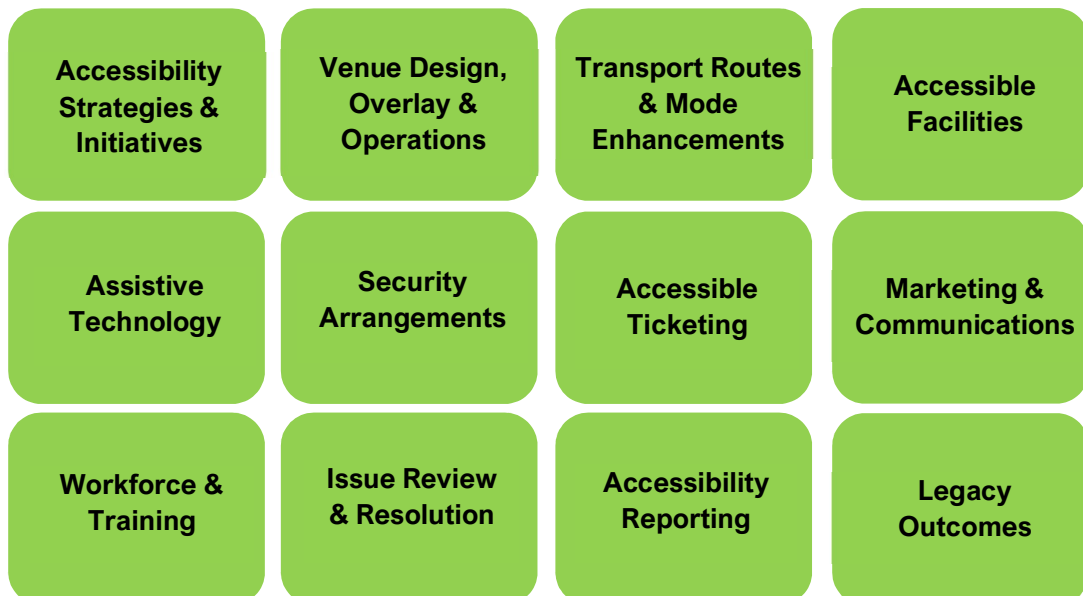 Accessibility
Strategies &
Initiatives
Venue Design,
Overlay &
Operations
Transport Routes
& Mode
Enhancements
Accessible
Facilities
Assistive
Technology
Security
Arrangements
Accessible
Ticketing
Marketing &
Communications
Workforce &
Training
Issue Review
& Resolution
Accessibility
Reporting
Legacy
Outcomes